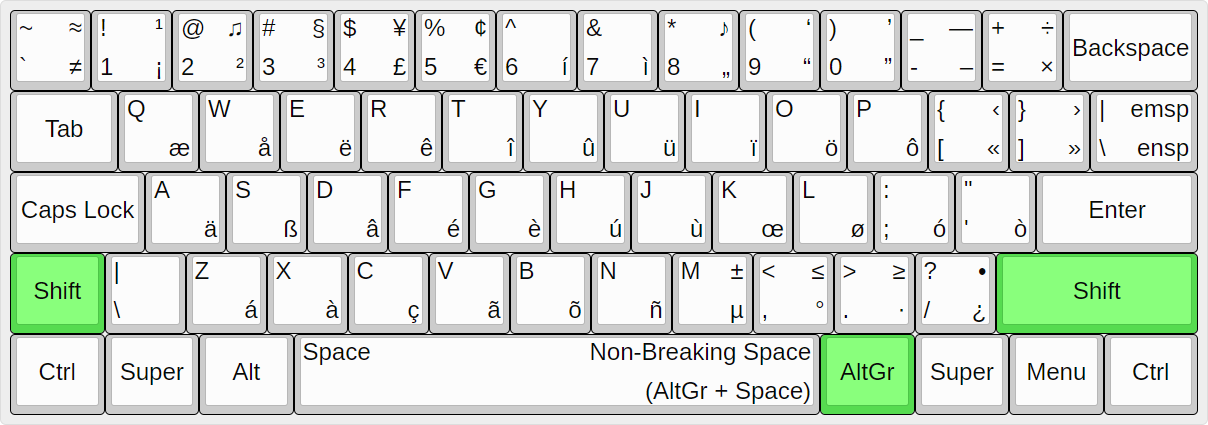 ~ ≈ ! ¹ @ ♫ # § $ ¥ % ¢ ^ & * ♪ ( ‘ ) ’ _ — + ÷ Backspace
` ≠ 1 ¡ 2 ² 3 ³ 4 £ 5 € 6 í 7 ì 8 „ 9 “ 0 ” - – = ×
Tab Q W E R T Y U I O P { ‹ } › | emsp
æ å ë ê î û ü ï ö ô [ « ] » \ ensp
Caps Lock A S D F G H J K L : " Enter
ä ß â é è ú ù œ ø ; ó ' ò
Shift | Z X C V B N M ± < ≤ > ≥ ? • Shift
\ á à ç ã õ ñ µ , ° . · / ¿
Ctrl Super Alt Space Non-Breaking Space AltGr Super Menu Ctrl
(AltGr + Space)